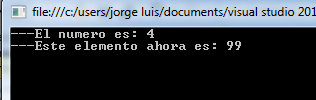 file:///c:/users/jorge luis/documents/visual studio 201
---El numero es: 4
---Este elemento ahora es: 99